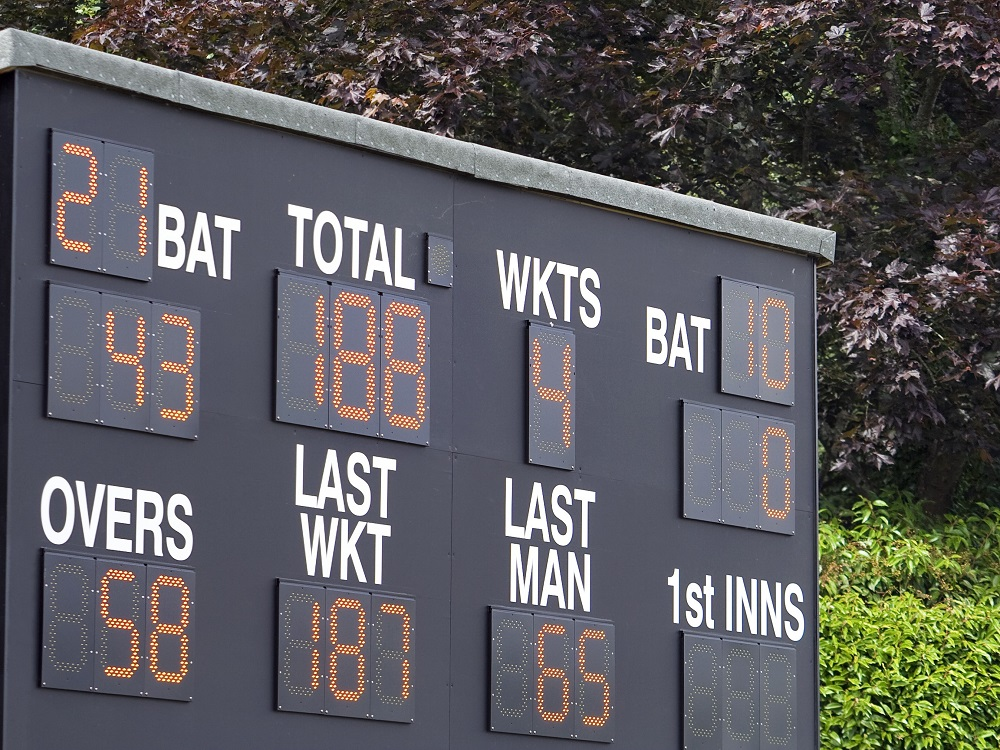 21 BAT
TOTAL
WKTS
BAT 10
43
188
4
0
OVERS
LAST
WKT
LAST
MAN
1st INNS
58
187
65